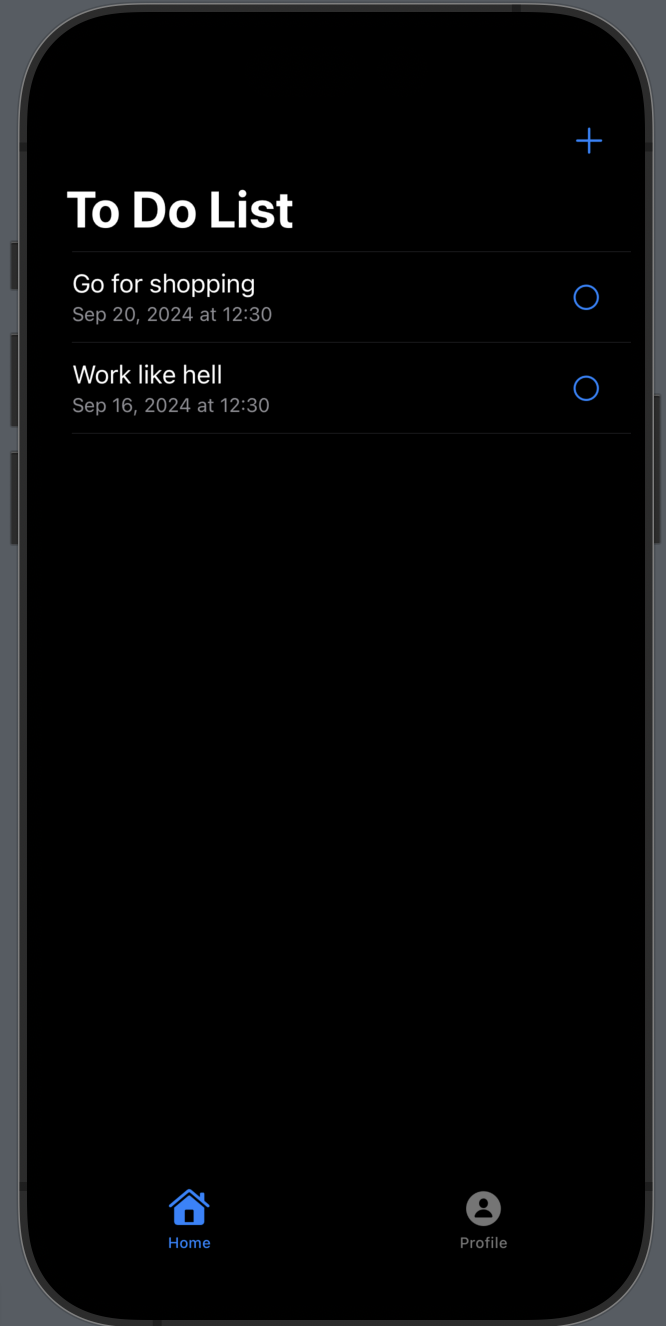 To Do List
Go for shopping
Sep 20, 2024 at 12:30
Work like hell
Sep 16, 2024 at 12:30
Home
Profile